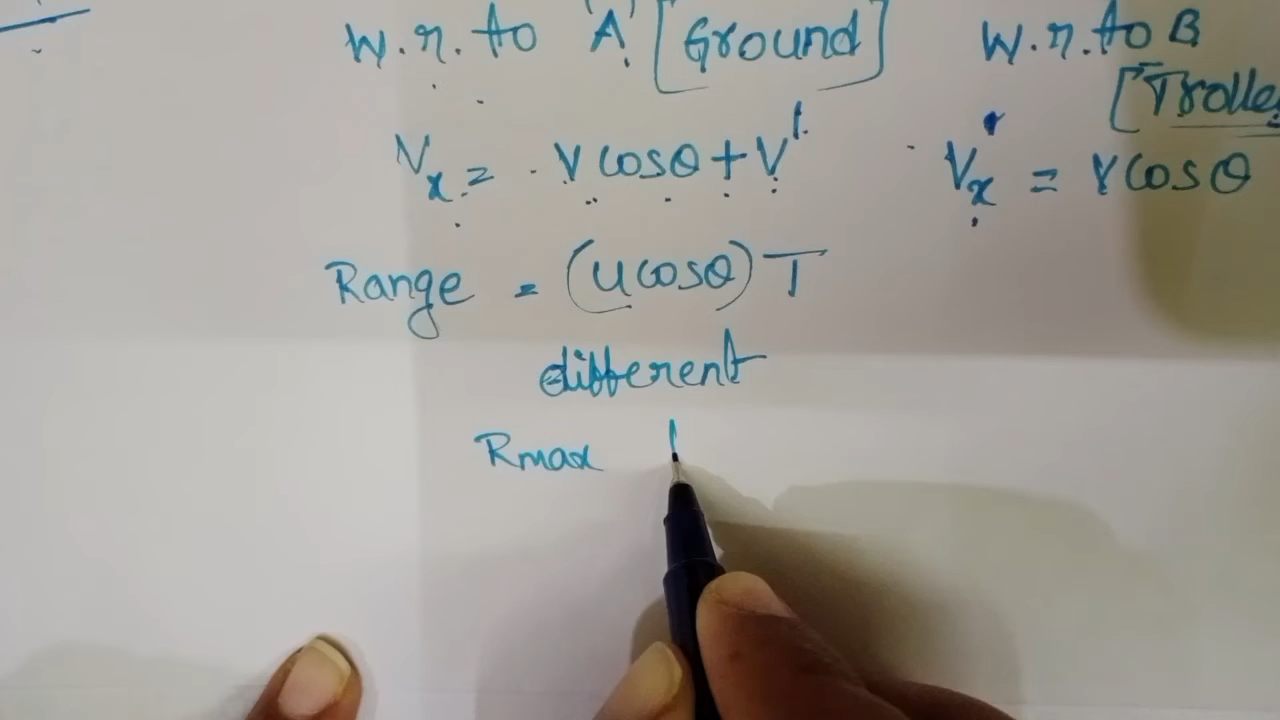 W.r.to 'A' [Ground]
W.r.to B
[Trolle
Vx = V cosθ + V'
Vx' = V cosθ
Range = (u cosθ) T
different
Rmax